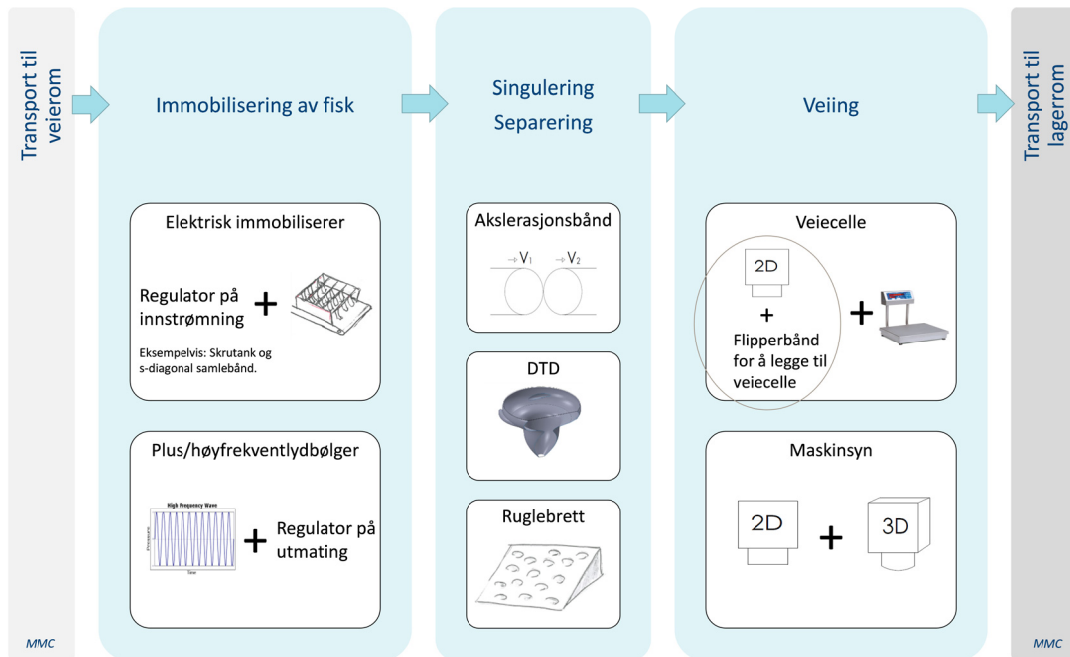 Transport til
veierom
MMC
Immobilisering av fisk
Elektrisk immobiliserer
Regulator på
innstrømning
+
Eksempelvis: Skrutank og
s-diagonal samlebånd.
Plus/høyfrekventlydbølger
High frequency Wave
Pressure
Time
+
Regulator på
utmating
Singulering
Separering
Akslerasjonsbånd
V₁
V₂
DTD
Ruglebrett
Veiing
Veiecelle
2D
+
Flipperbånd
for å legge til
veiecelle
+
Maskinsyn
2D
+
3D
Transport til
lagerrom
MMC